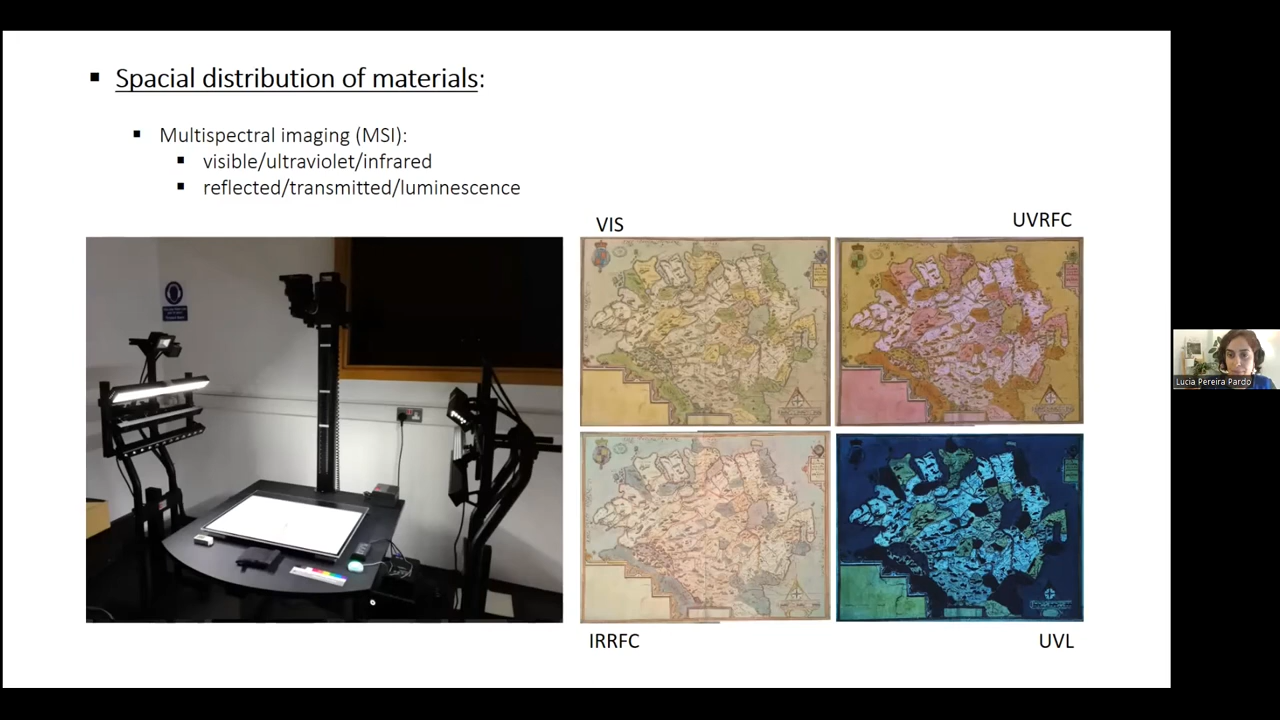 ▪ Spacial distribution of materials:
▪ Multispectral imaging (MSI):
▪ visible/ultraviolet/infrared
▪ reflected/transmitted/luminescence
VIS
UVRFC
IRRFC
UVL
Lucia Pereira Pardo